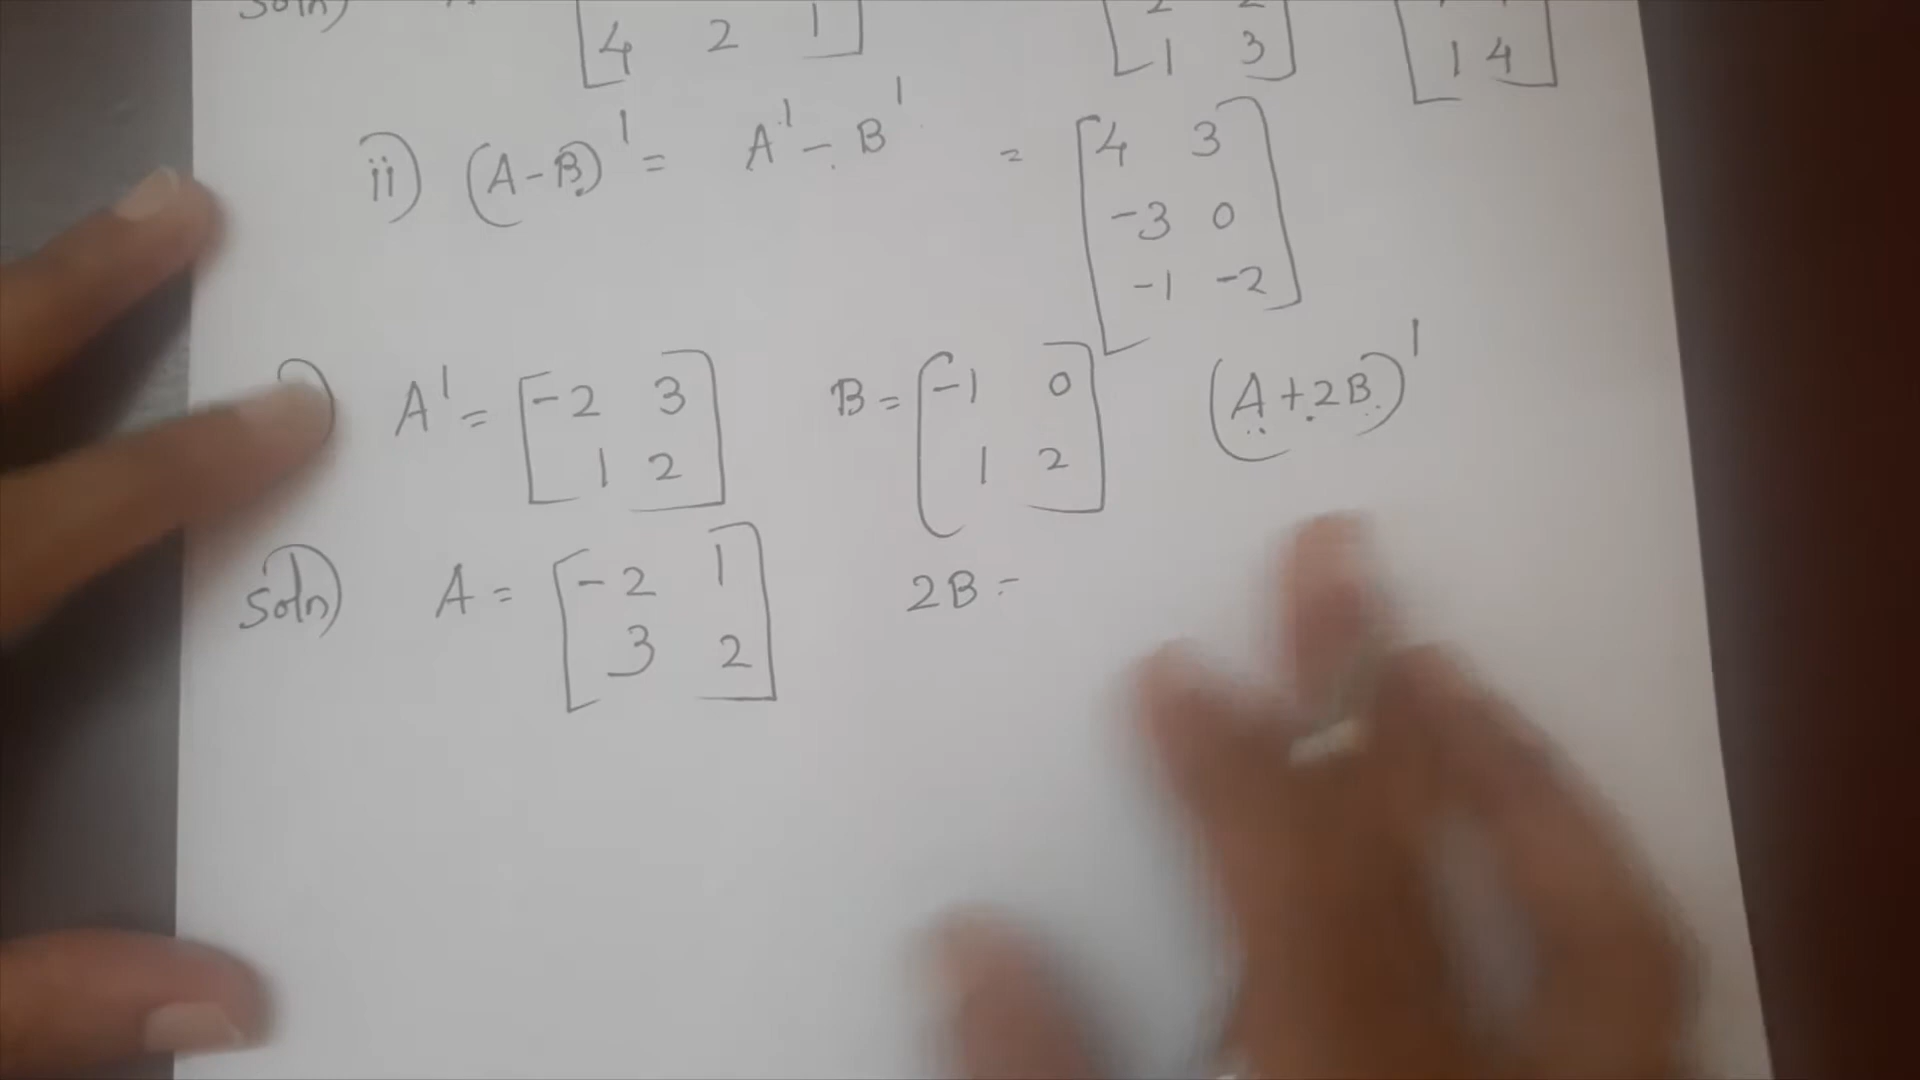 Soln)
4 2 1
1 3
1 4
ii) (A-B)' = A' - B' = [4 3
-3 0
-1 -2]
A' = [-2 3 B = [-1 0 (A+2B)'
1 2] 1 2]
Soln) A = [-2 1 2B =
3 2]